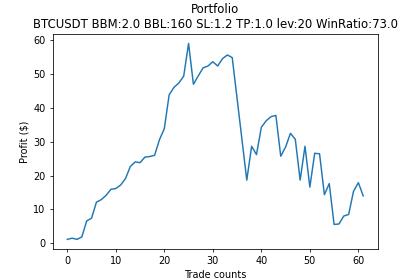 Portfolio
BTCUSDT BBM:2.0 BBL:160 SL:1.2 TP:1.0 lev:20 WinRatio:73.0
60
50
40
30
20
10
0
Profit ($)
0 10 20 30 40 50 60
Trade counts